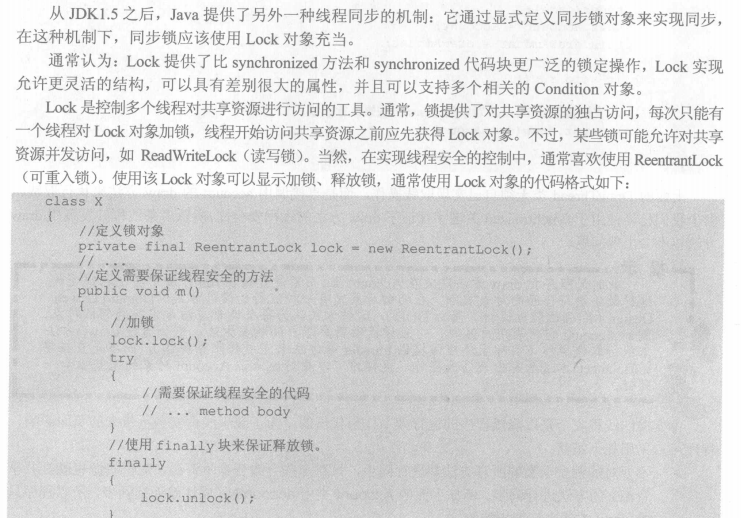 从 JDK1.5 之后，Java 提供了另外一种线程同步的机制：它通过显式定义同步锁对象来实现同步，
在这种机制下，同步锁应该使用 Lock 对象充当。
通常认为：Lock 提供了比 synchronized 方法和 synchronized 代码块更广泛的锁定操作，Lock 实现
允许更灵活的结构，可以具有差别很大的属性，并且可以支持多个相关的 Condition 对象。
Lock 是控制多个线程对共享资源进行访问的工具。通常，锁提供了对共享资源的独占访问，每次只能有
一个线程对 Lock 对象加锁，线程开始访问共享资源之前应先获得 Lock 对象。不过，某些锁可能允许对共享
资源并发访问，如 ReadWriteLock（读写锁）。当然，在实现线程安全的控制中，通常喜欢使用 ReentrantLock
（可重入锁）。使用该 Lock 对象可以显示加锁、释放锁，通常使用 Lock 对象的代码格式如下：
class X
{
//定义锁对象
private final ReentrantLock lock = new ReentrantLock();
// ...
//定义需要保证线程安全的方法
public void m()
{
//加锁
lock.lock();
try
{
//需要保证线程安全的代码
// ... method body
}
//使用 finally 块来保证释放锁。
finally
{
lock.unlock();
}